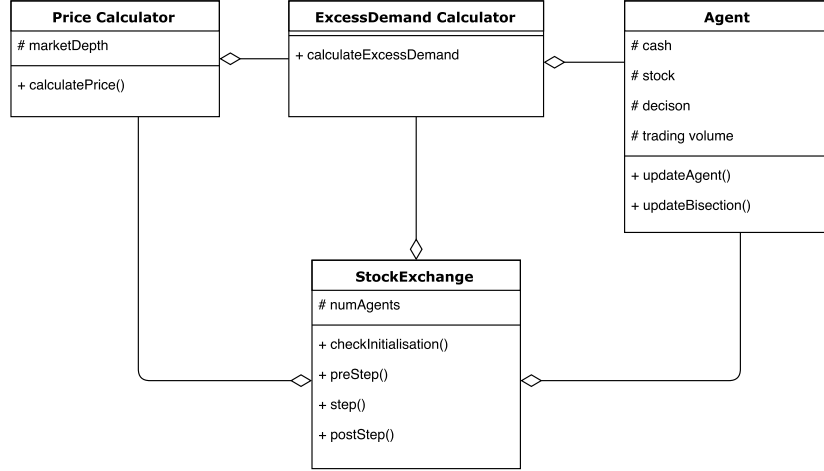 Price Calculator
# marketDepth
+ calculatePrice()
ExcessDemand Calculator
+ calculateExcessDemand
Agent
# cash
# stock
# decison
# trading volume
+ updateAgent()
+ updateBisection()
StockExchange
# numAgents
+ checkInitialisation()
+ preStep()
+ step()
+ postStep()